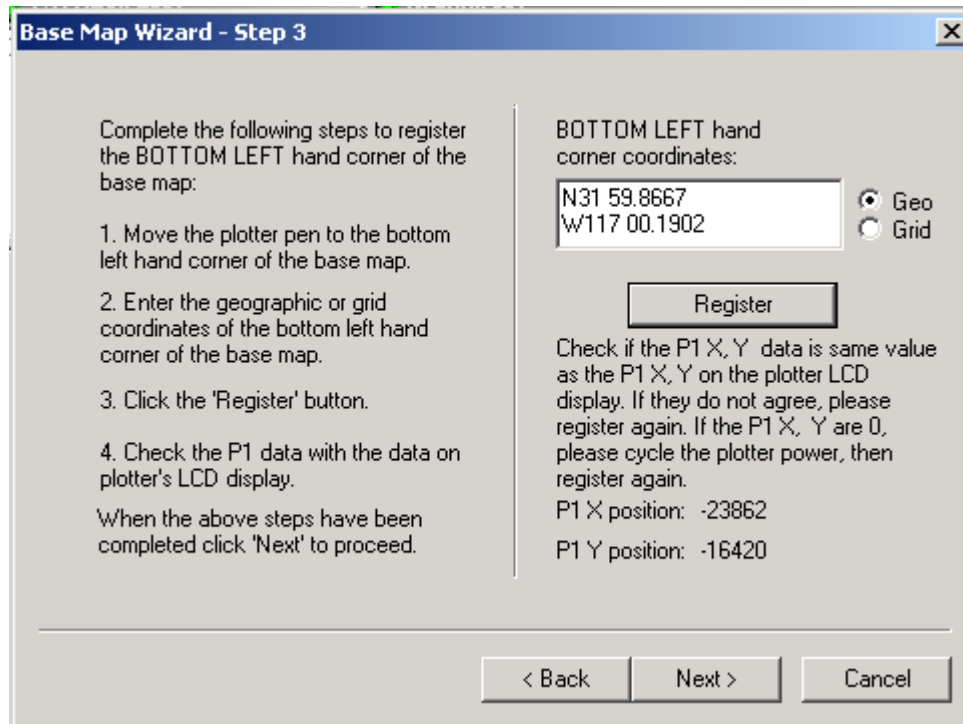 Base Map Wizard - Step 3
Complete the following steps to register
the BOTTOM LEFT hand corner of the
base map:
1. Move the plotter pen to the bottom
left hand corner of the base map.
2. Enter the geographic or grid
coordinates of the bottom left hand
corner of the base map.
3. Click the 'Register' button.
4. Check the P1 data with the data on
plotter's LCD display.
When the above steps have been
completed click 'Next' to proceed.
BOTTOM LEFT hand
corner coordinates:
N31 59.8667
W117 00.1902
Geo
Grid
Register
Check if the P1 X, Y  data is same value
as the P1 X, Y on the plotter LCD
display. If they do not agree, please
register again. If the P1 X,  Y are 0,
please cycle the plotter power, then
register again.
P1 X position:  -23862
P1 Y position:  -16420
< Back
Next >
Cancel